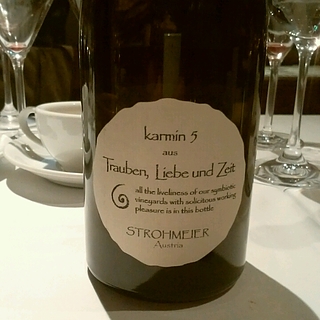 karmin 5
aus
Trauben, Liebe und Zeit
all the liveliness of our symbiotic
vineyards with solicitous working
pleasure is in this bottle
STROHMEIER
Austria